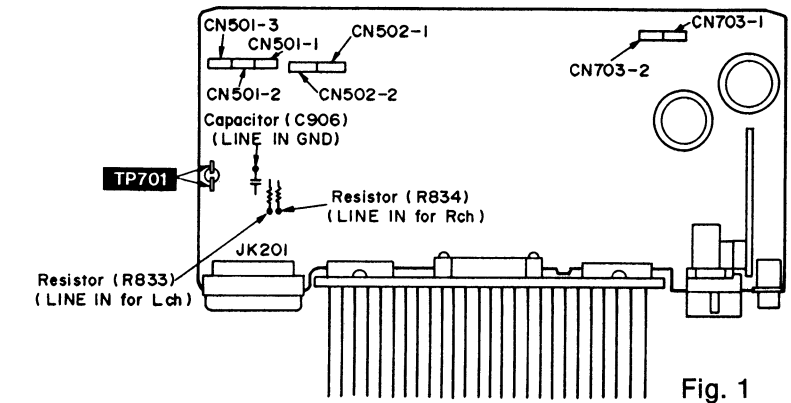 CN501-3
CN501-1
CN502-1
CN703-1
CN703-2
CN501-2
CN502-2
Capacitor (C906)
(LINE IN GND)
TP701
Resistor (R834)
(LINE IN for Rch)
JK201
Resistor (R833)
(LINE IN for Lch)
Fig. 1